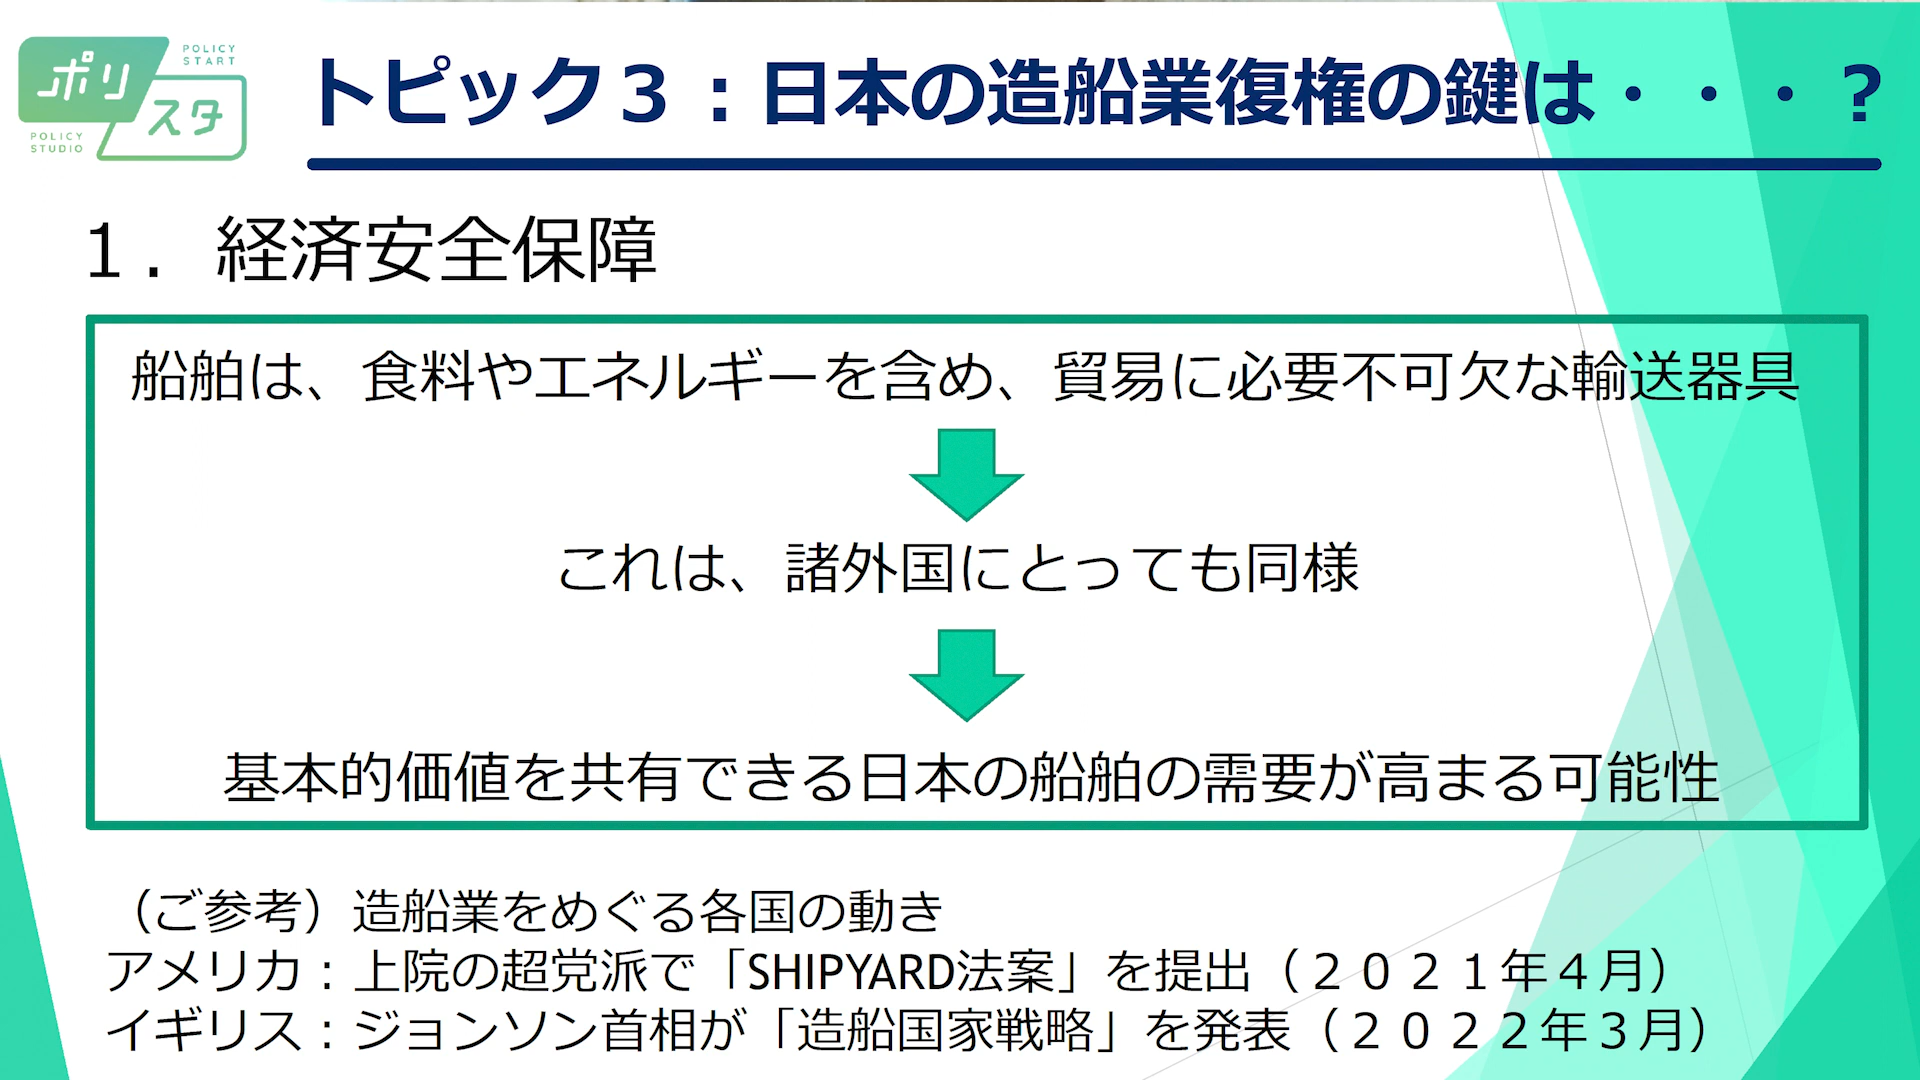 ポリ
スタ
POLICY
START
POLICY
STUDIO
トピック３：日本の造船業復権の鍵は・・・？
１．経済安全保障
船舶は、食料やエネルギーを含め、貿易に必要不可欠な輸送器具
これは、諸外国にとっても同様
基本的価値を共有できる日本の船舶の需要が高まる可能性
（ご参考）造船業をめぐる各国の動き
アメリカ：上院の超党派で「SHIPYARD法案」を提出（２０２１年４月）
イギリス：ジョンソン首相が「造船国家戦略」を発表（２０２２年３月）